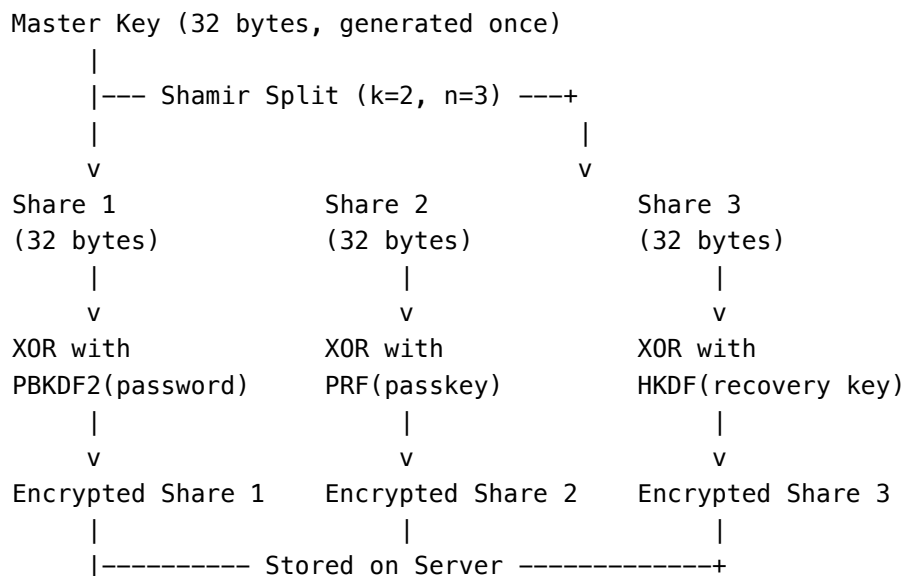 Master Key (32 bytes, generated once)
|
|--- Shamir Split (k=2, n=3) ---+
| |
v v
Share 1 Share 2 Share 3
(32 bytes) (32 bytes) (32 bytes)
| | |
v v v
XOR with XOR with XOR with
PBKDF2(password) PRF(passkey) HKDF(recovery key)
| | |
v v v
Encrypted Share 1 Encrypted Share 2 Encrypted Share 3
| | |
|---------- Stored on Server -------------+